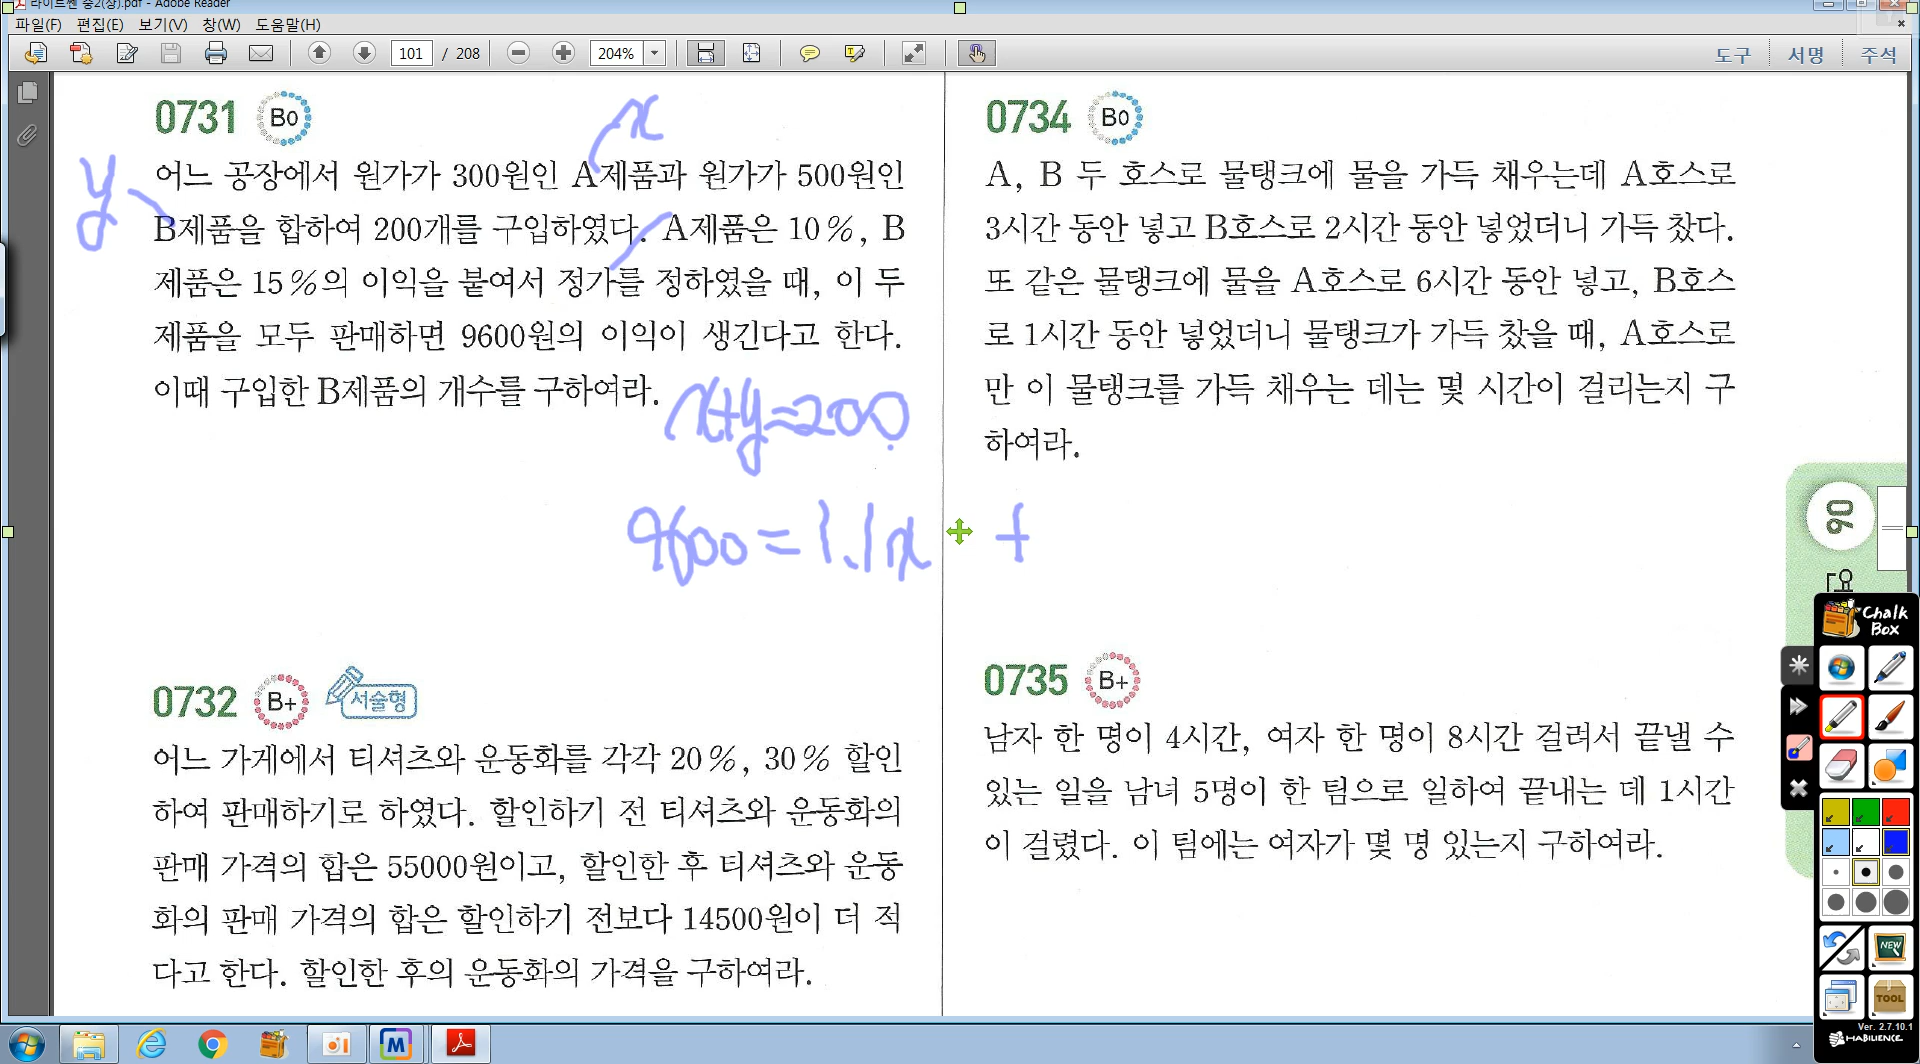 라이트쎈 중2(상).pdf - Adobe Reader
파일(F) 편집(E) 보기(V) 창(W) 도움말(H)
101 / 208 204% 도구 서명 주석
0731 B0
x
y
어느 공장에서 원가가 300원인 A제품과 원가가 500원인
B제품을 합하여 200개를 구입하였다. A제품은 10%, B
제품은 15%의 이익을 붙여서 정가를 정하였을 때, 이 두
제품을 모두 판매하면 9600원의 이익이 생긴다고 한다.
이때 구입한 B제품의 개수를 구하여라.
x+y=200
9600=1.1x +
0732 B+ 서술형
어느 가게에서 티셔츠와 운동화를 각각 20%, 30% 할인
하여 판매하기로 하였다. 할인하기 전 티셔츠와 운동화의
판매 가격의 합은 55000원이고, 할인한 후 티셔츠와 운동
화의 판매 가격의 합은 할인하기 전보다 14500원이 더 적
다고 한다. 할인한 후의 운동화의 가격을 구하여라.
0734 B0
A, B 두 호스로 물탱크에 물을 가득 채우는데 A호스로
3시간 동안 넣고 B호스로 2시간 동안 넣었더니 가득 찼다.
또 같은 물탱크에 물을 A호스로 6시간 동안 넣고, B호스
로 1시간 동안 넣었더니 물탱크가 가득 찼을 때, A호스로
만 이 물탱크를 가득 채우는 데는 몇 시간이 걸리는지 구
하여라.
0735 B+
남자 한 명이 4시간, 여자 한 명이 8시간 걸려서 끝낼 수
있는 일을 남녀 5명이 한 팀으로 일하여 끝내는 데 1시간
이 걸렸다. 이 팀에는 여자가 몇 명 있는지 구하여라.
06
Chalk
Box
NEW
TOOL
Ver. 2.7.10.1
HABILIENCE